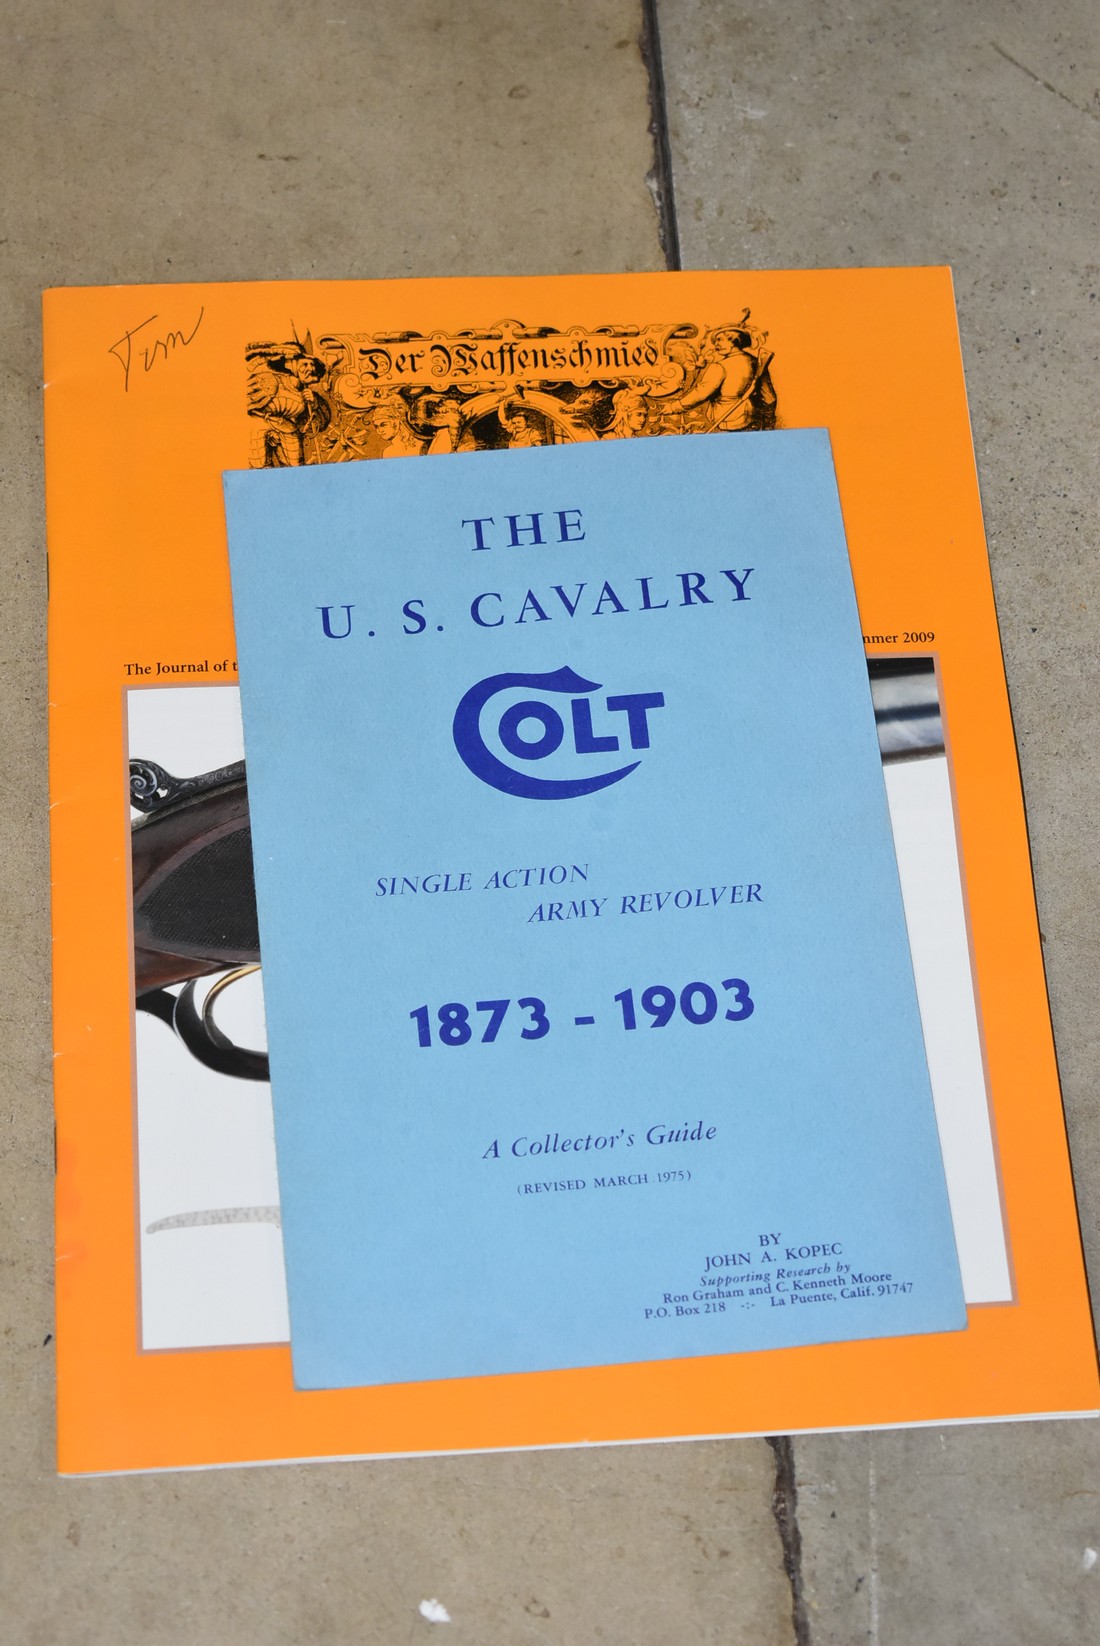 Tim
Der Waffenschmied
The Journal of t
mmer 2009
THE
U. S. CAVALRY
COLT
SINGLE ACTION
ARMY REVOLVER
1873 - 1903
A Collector's Guide
(REVISED MARCH 1975)
BY
JOHN A. KOPEC
Supporting Research by
Ron Graham and C. Kenneth Moore
P.O. Box 218 -:- La Puente, Calif. 91747